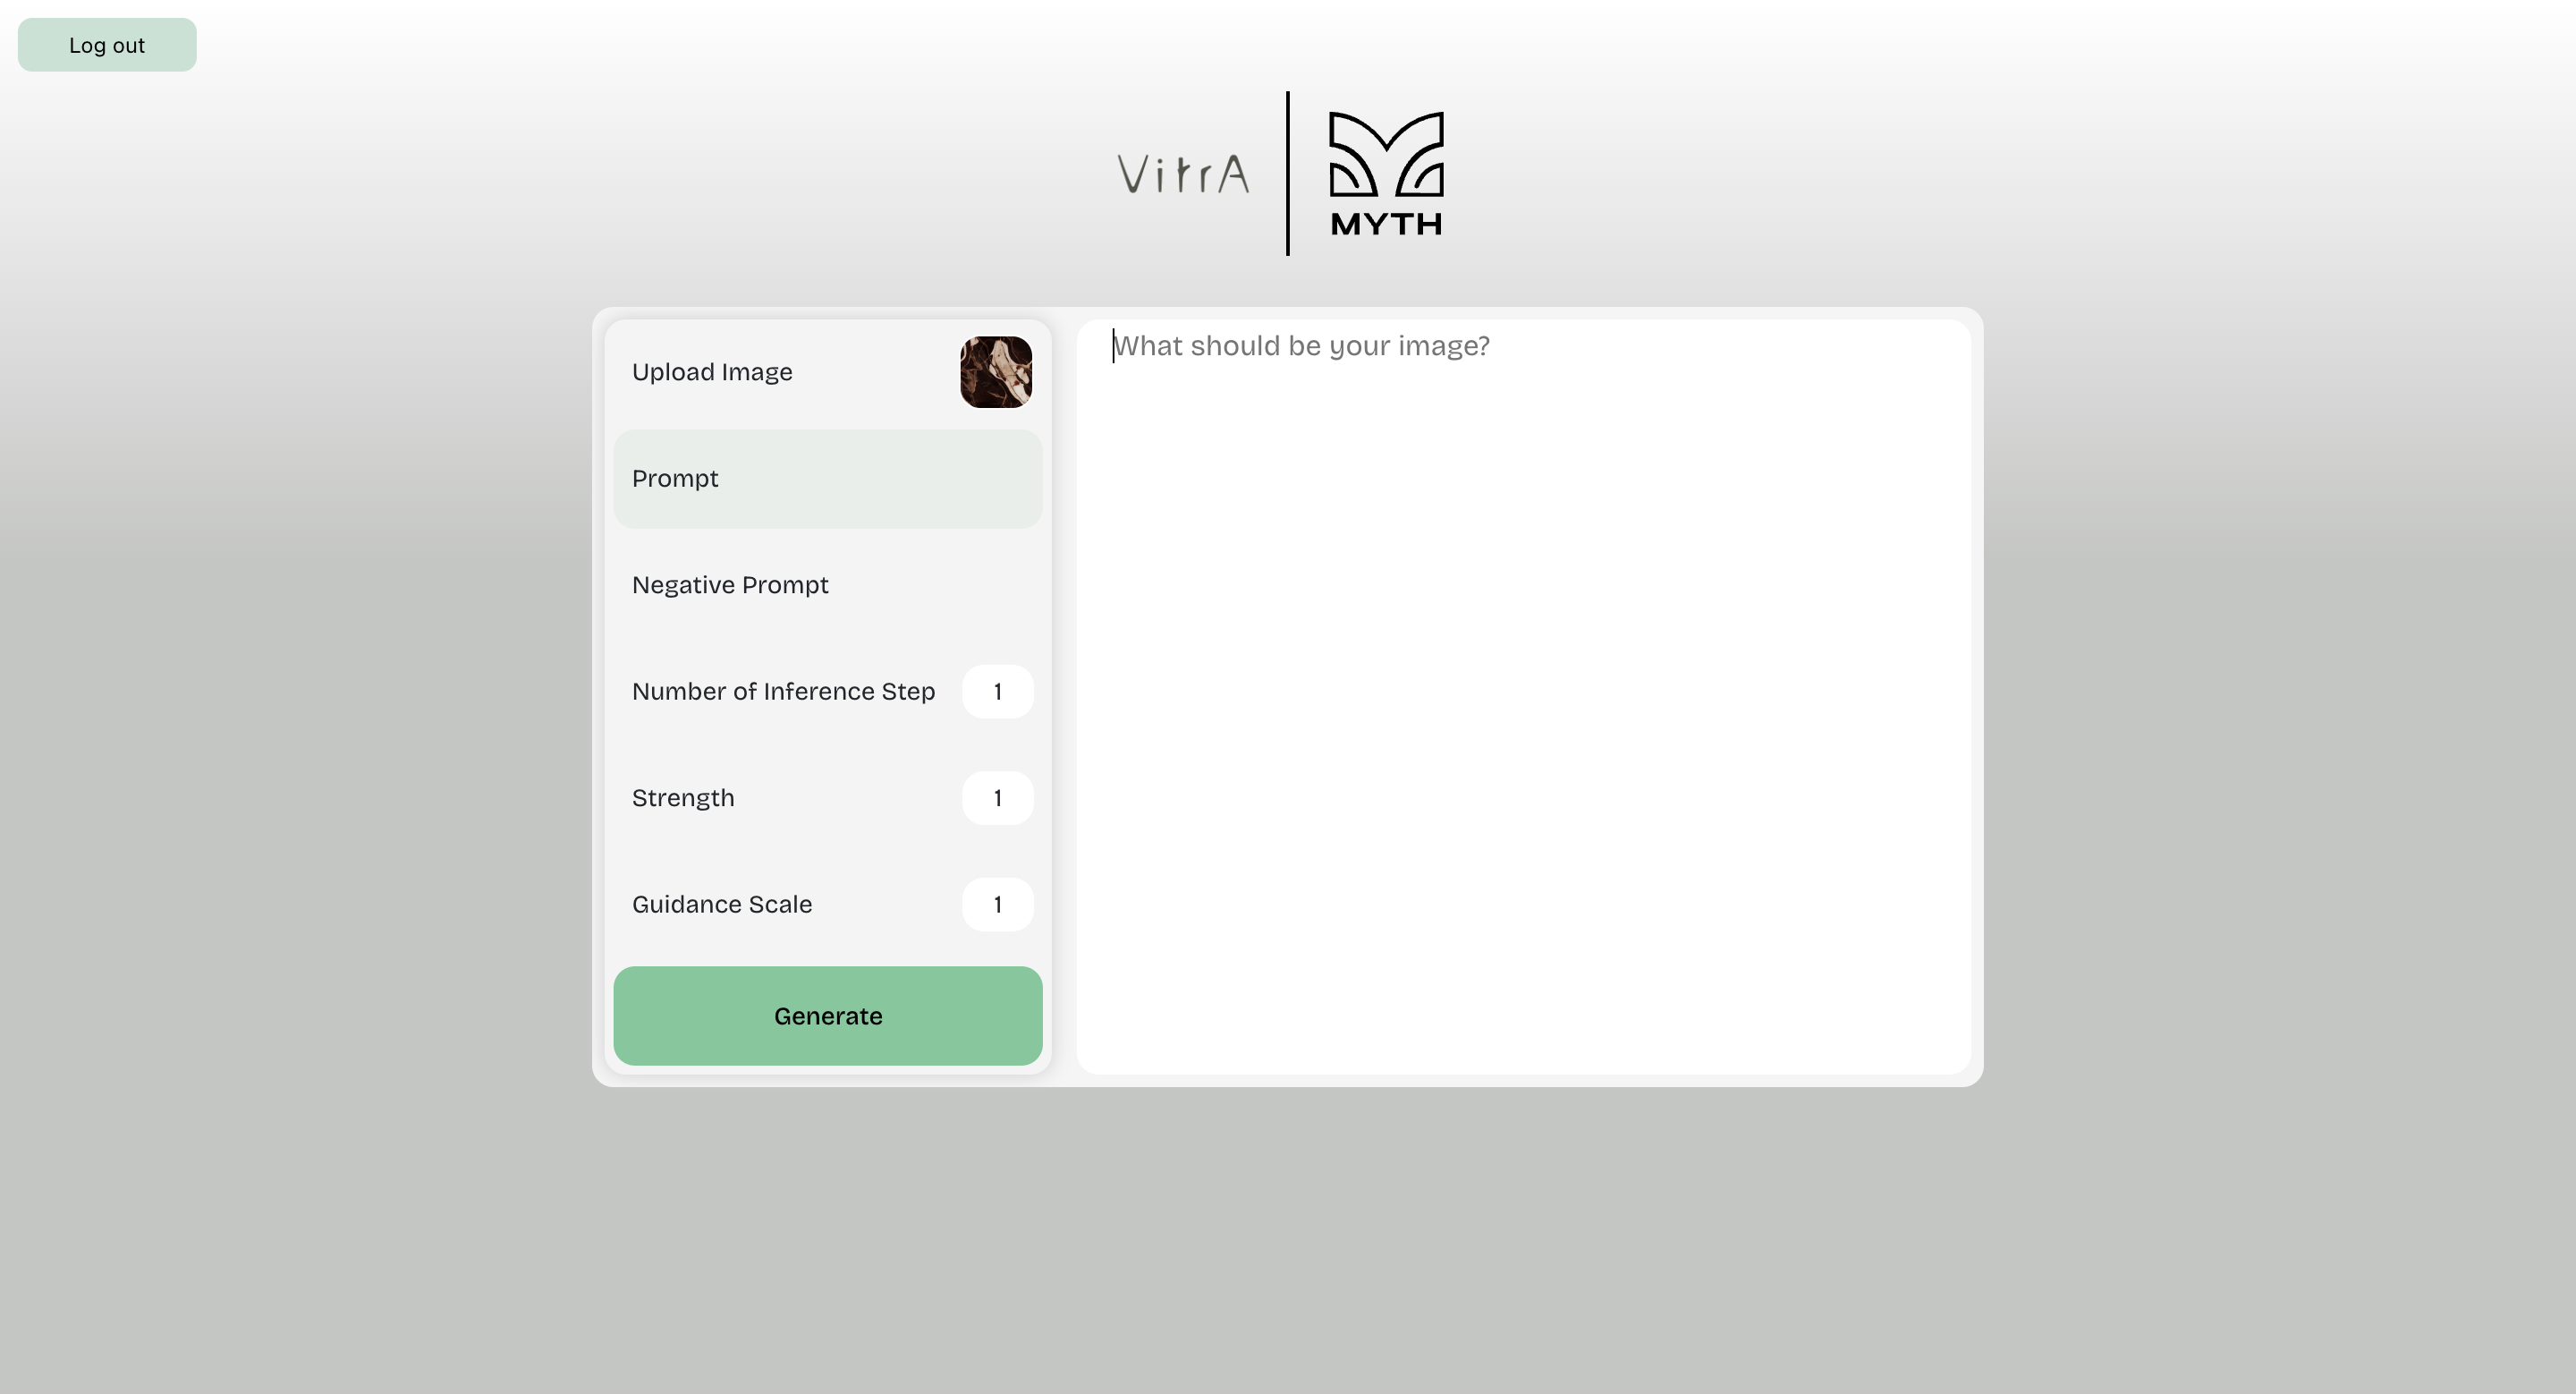 Log out
VitrA
MYTH
Upload Image
What should be your image?
Prompt
Negative Prompt
Number of Inference Step 1
Strength 1
Guidance Scale 1
Generate